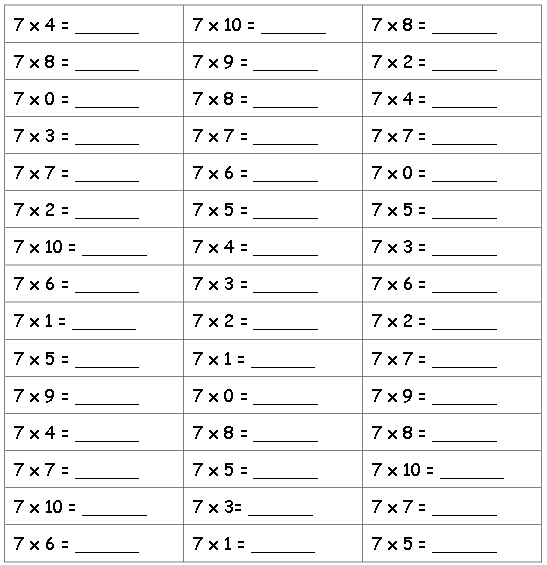 7 x 4 = _______ 7 x 10 = _______ 7 x 8 = _______
7 x 8 = _______ 7 x 9 = _______ 7 x 2 = _______
7 x 0 = _______ 7 x 8 = _______ 7 x 4 = _______
7 x 3 = _______ 7 x 7 = _______ 7 x 7 = _______
7 x 7 = _______ 7 x 6 = _______ 7 x 0 = _______
7 x 2 = _______ 7 x 5 = _______ 7 x 5 = _______
7 x 10 = _______ 7 x 4 = _______ 7 x 3 = _______
7 x 6 = _______ 7 x 3 = _______ 7 x 6 = _______
7 x 1 = _______ 7 x 2 = _______ 7 x 2 = _______
7 x 5 = _______ 7 x 1 = _______ 7 x 7 = _______
7 x 9 = _______ 7 x 0 = _______ 7 x 9 = _______
7 x 4 = _______ 7 x 8 = _______ 7 x 8 = _______
7 x 7 = _______ 7 x 5 = _______ 7 x 10 = _______
7 x 10 = _______ 7 x 3= _______ 7 x 7 = _______
7 x 6 = _______ 7 x 1 = _______ 7 x 5 = _______